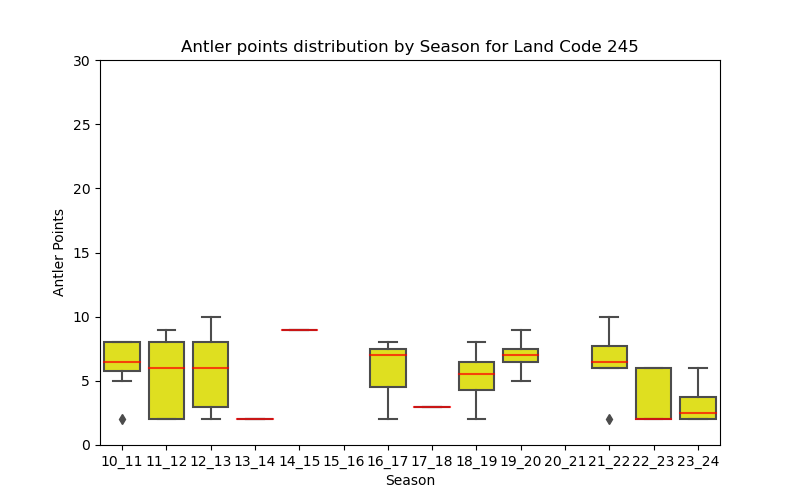 Antler points distribution by Season for Land Code 245
30
25
20
15
10
5
0
Antler Points
10_11 11_12 12_13 13_14 14_15 15_16 16_17 17_18 18_19 19_20 20_21 21_22 22_23 23_24
Season